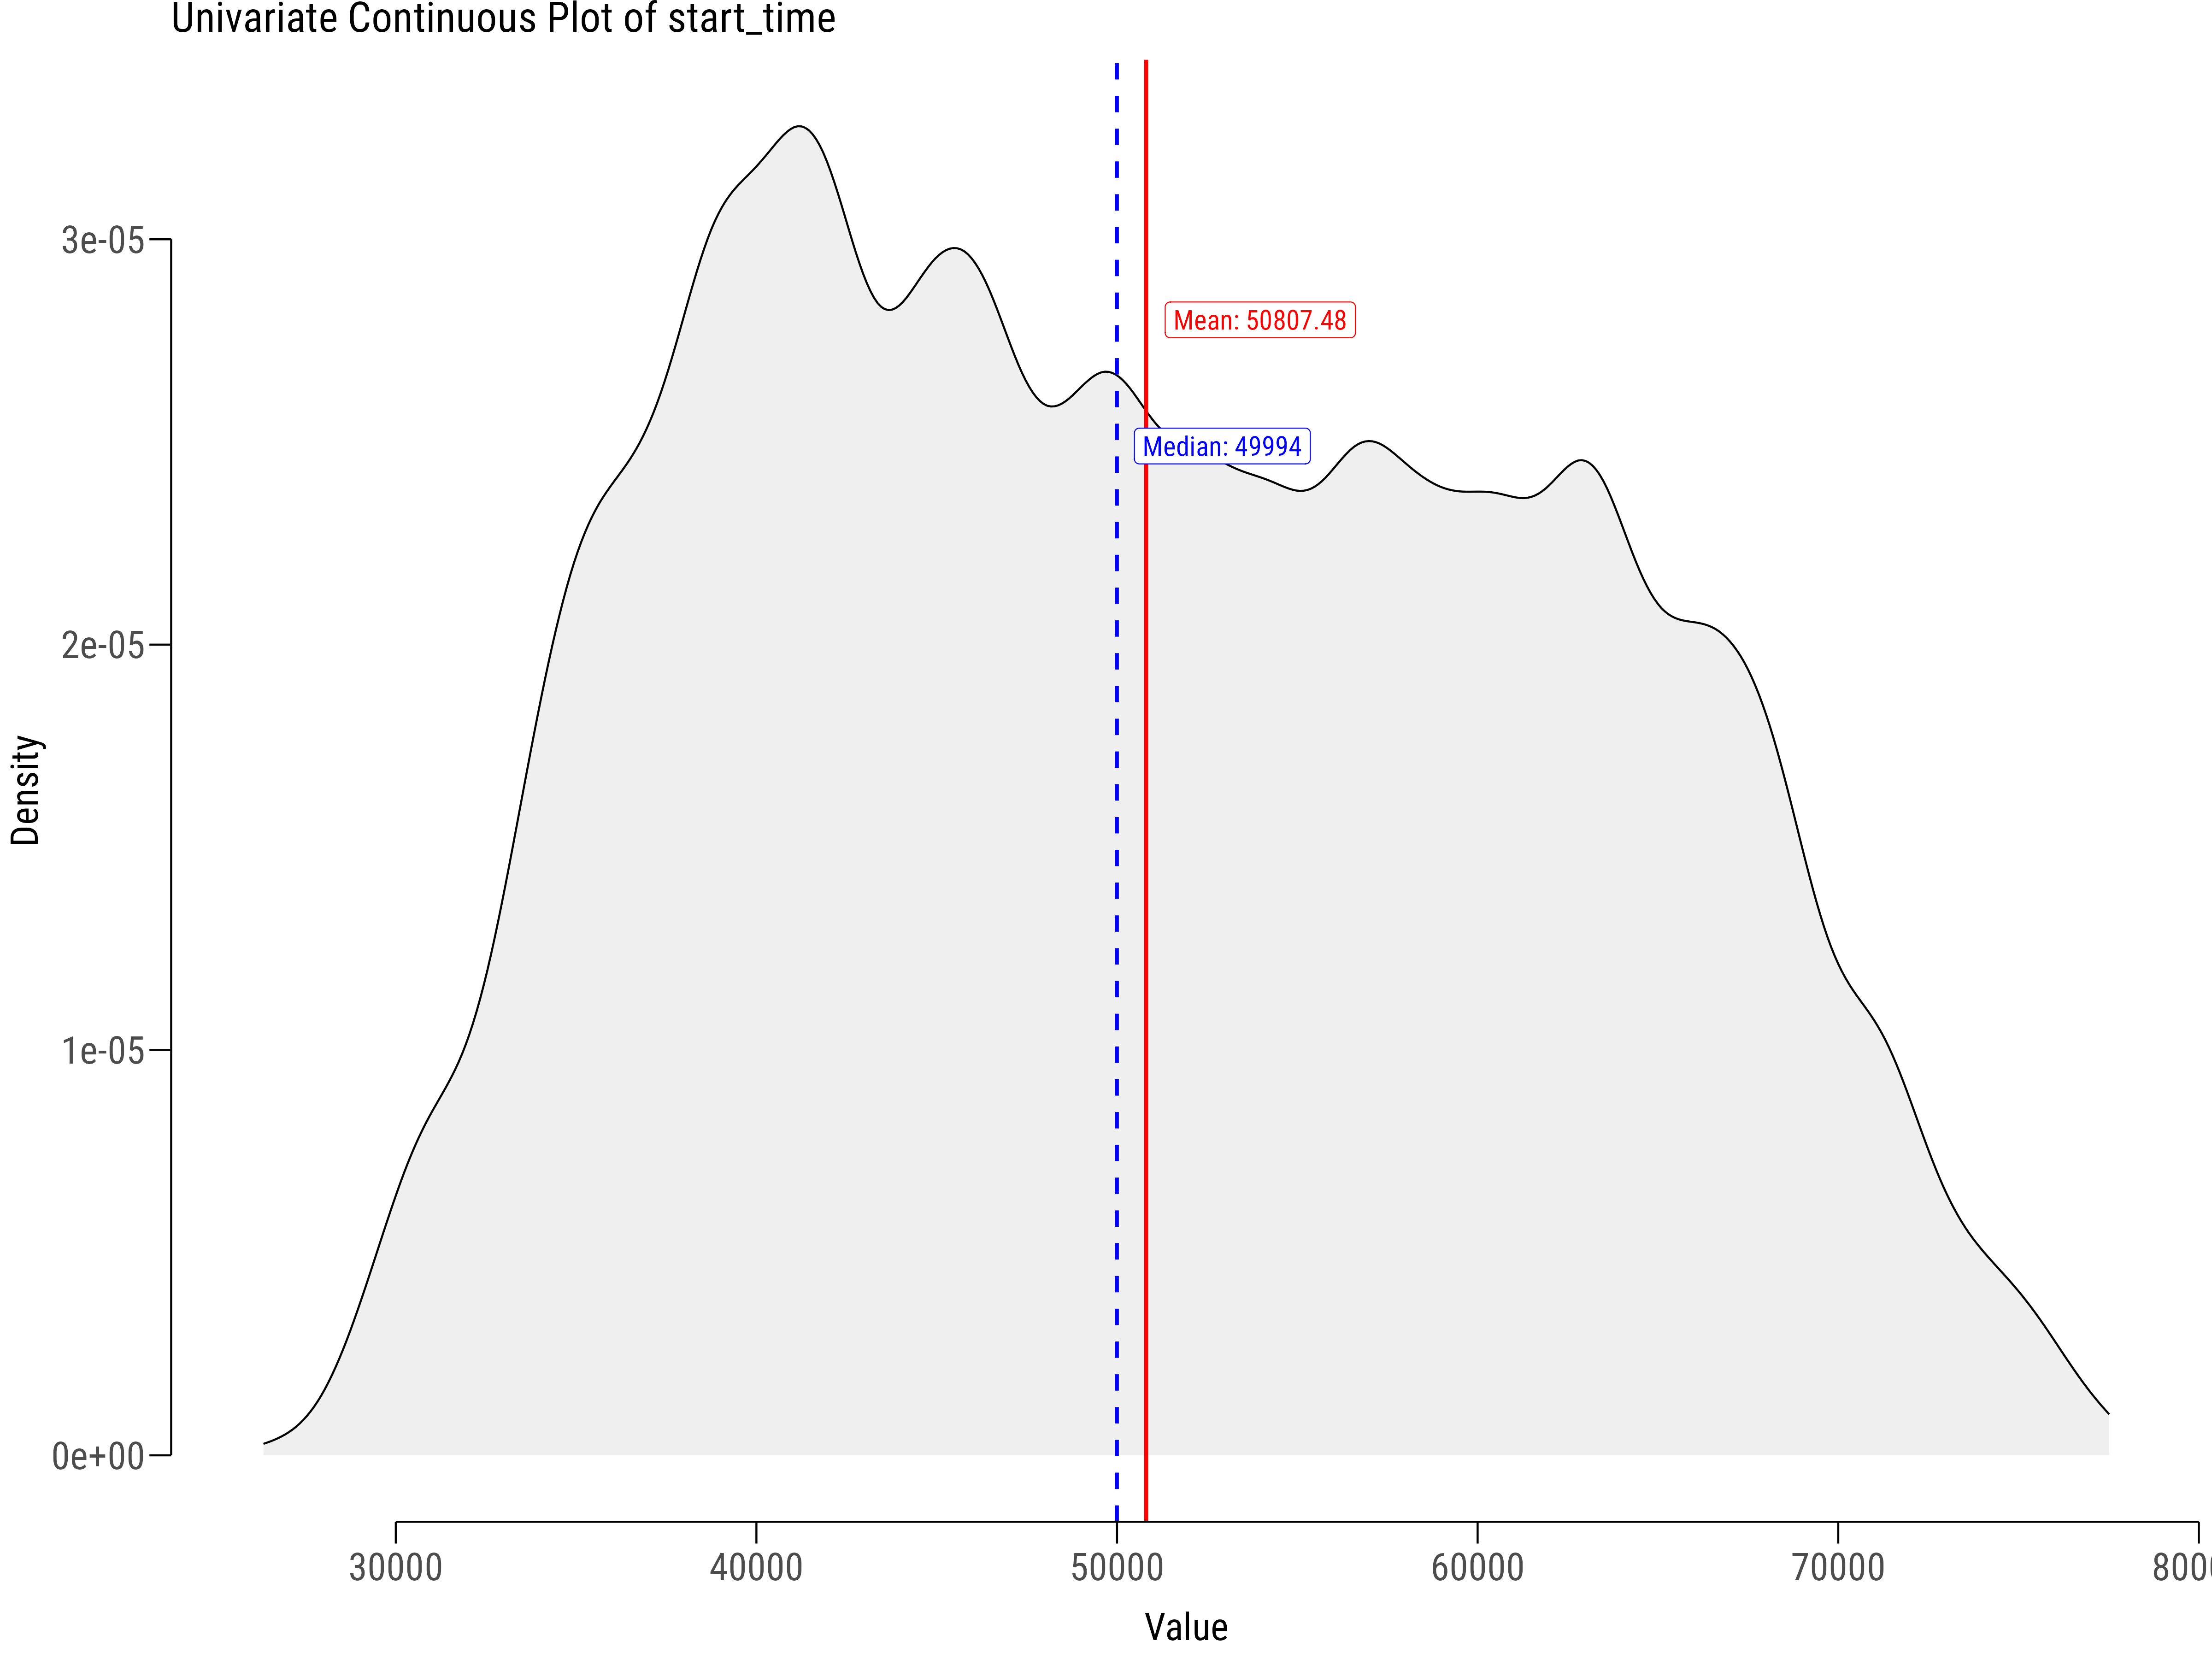 Univariate Continuous Plot of start_time
3e-05
2e-05
1e-05
0e+00
Density
Mean: 50807.48
Median: 49994
30000
40000
50000
60000
70000
Value